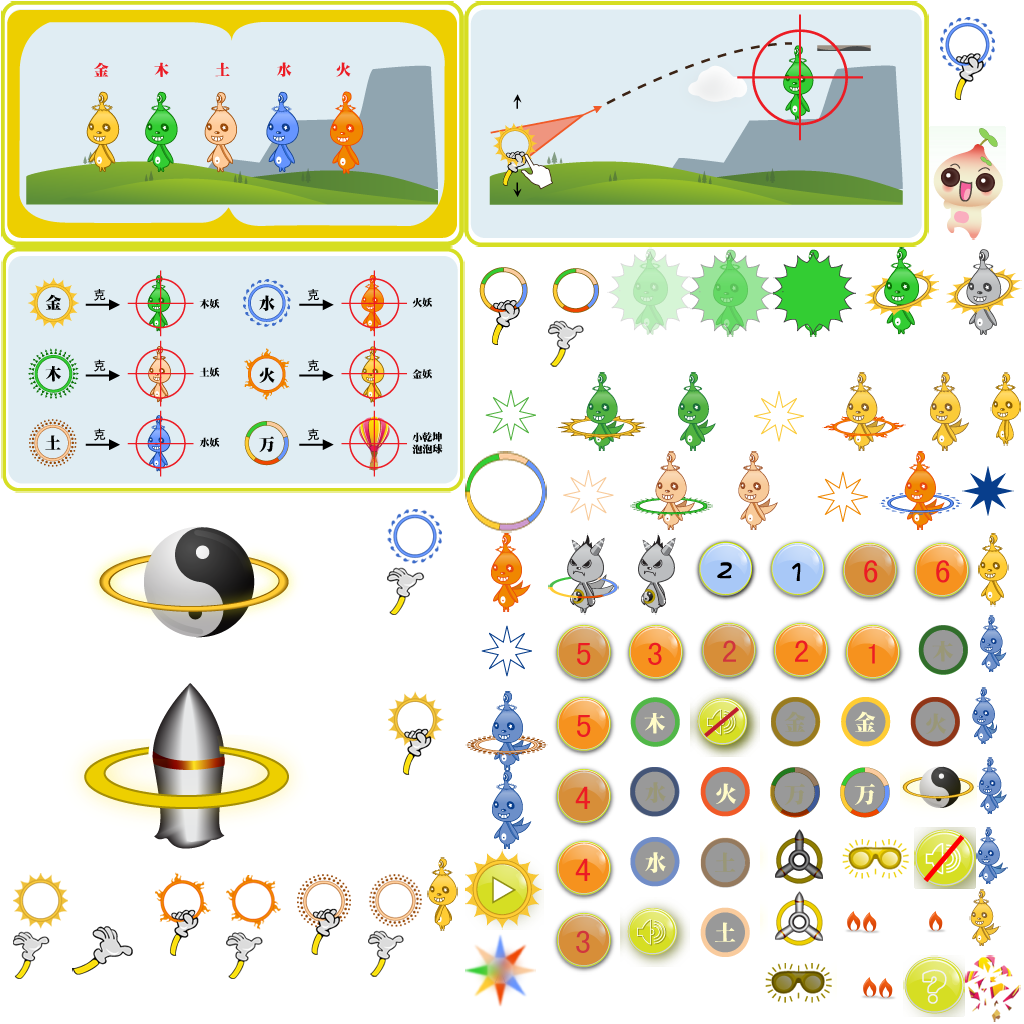 金 木 土 水 火
金 克 木妖
水 克 火妖
木 克 土妖
火 克 金妖
土 克 水妖
万 克 小乾坤
泡泡球
2 1 6 6
5 3 2 2 1 木
5 木 金 金 火
4 水 火 万 万
4 水 土
3 土
?